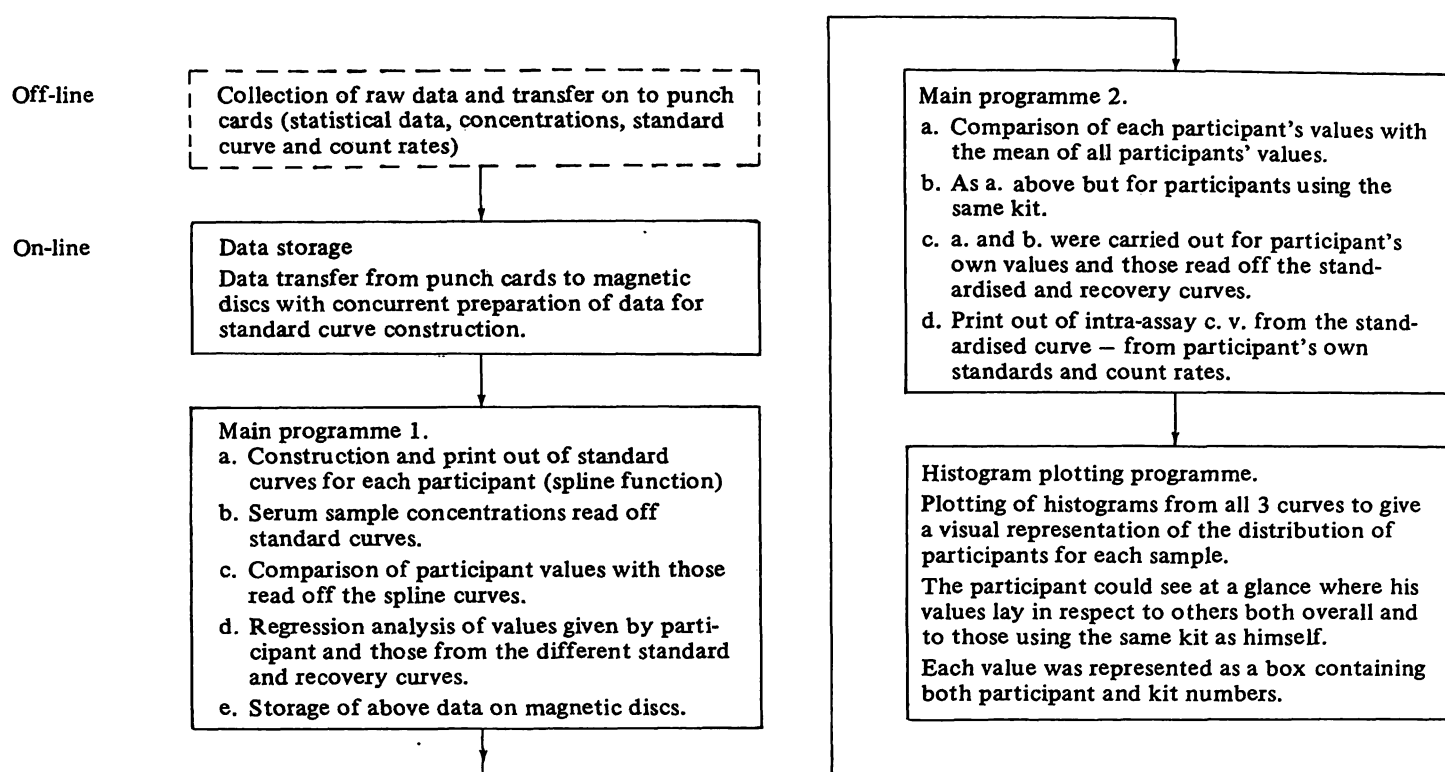 Off-line
Collection of raw data and transfer on to punch
cards (statistical data, concentrations, standard
curve and count rates)
On-line
Data storage
Data transfer from punch cards to magnetic
discs with concurrent preparation of data for
standard curve construction.
Main programme 1.
a. Construction and print out of standard
curves for each participant (spline function)
b. Serum sample concentrations read off
standard curves.
c. Comparison of participant values with those
read off the spline curves.
d. Regression analysis of values given by parti-
cipant and those from the different standard
and recovery curves.
e. Storage of above data on magnetic discs.
Main programme 2.
a. Comparison of each participant's values with
the mean of all participants' values.
b. As a. above but for participants using the
same kit.
c. a. and b. were carried out for participant's
own values and those read off the stand-
ardised and recovery curves.
d. Print out of intra-assay c. v. from the stand-
ardised curve – from participant's own
standards and count rates.
Histogram plotting programme.
Plotting of histograms from all 3 curves to give
a visual representation of the distribution of
participants for each sample.
The participant could see at a glance where his
values lay in respect to others both overall and
to those using the same kit as himself.
Each value was represented as a box containing
both participant and kit numbers.